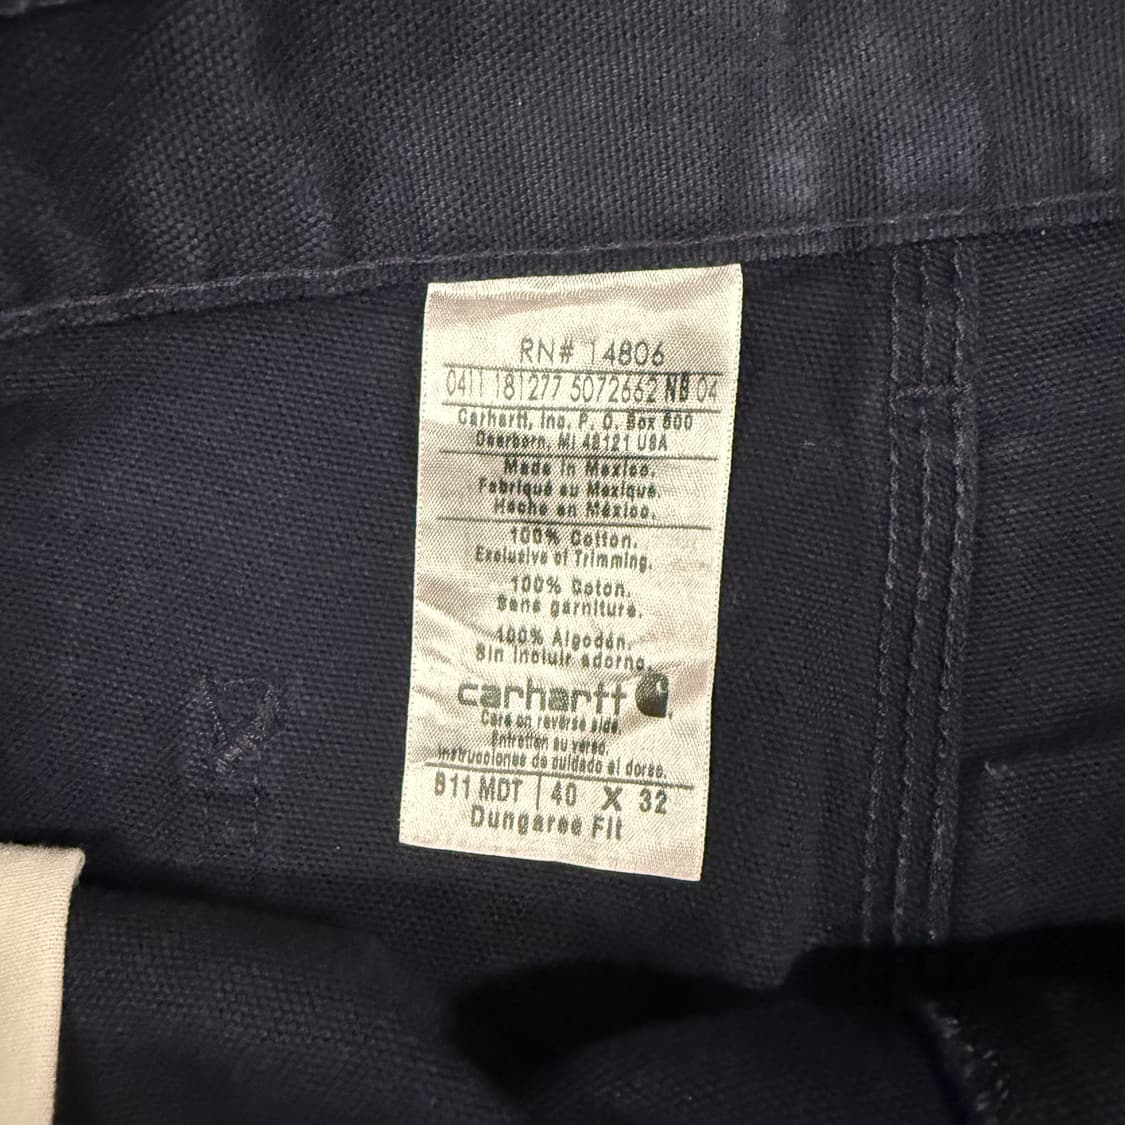 RN# 14806
0411 181277 5072662 NB 04
Carhartt, Inc. P. O. Box 600
Dearborn, MI 48121 USA
Made in Mexico.
Fabriqué au Mexique.
Hecho en México.
100% Cotton.
Exclusive of Trimming.
100% Coton.
Sans garniture.
100% Algodón.
Sin incluir adorno.
carhartt
Care on reverse side.
Entretien au verso.
Instrucciones de cuidado al dorso.
B11 MDT | 40 X 32
Dungaree Fit